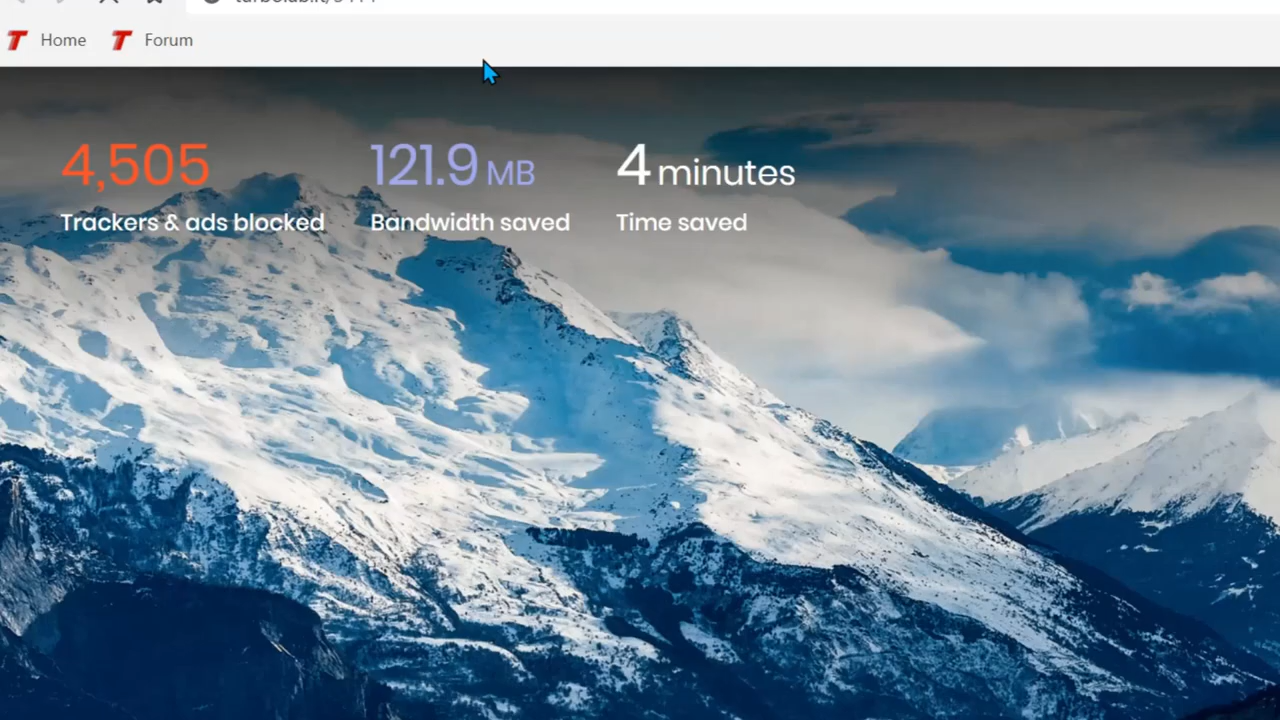 Home Forum
4,505 121.9 MB 4 minutes
Trackers & ads blocked Bandwidth saved Time saved